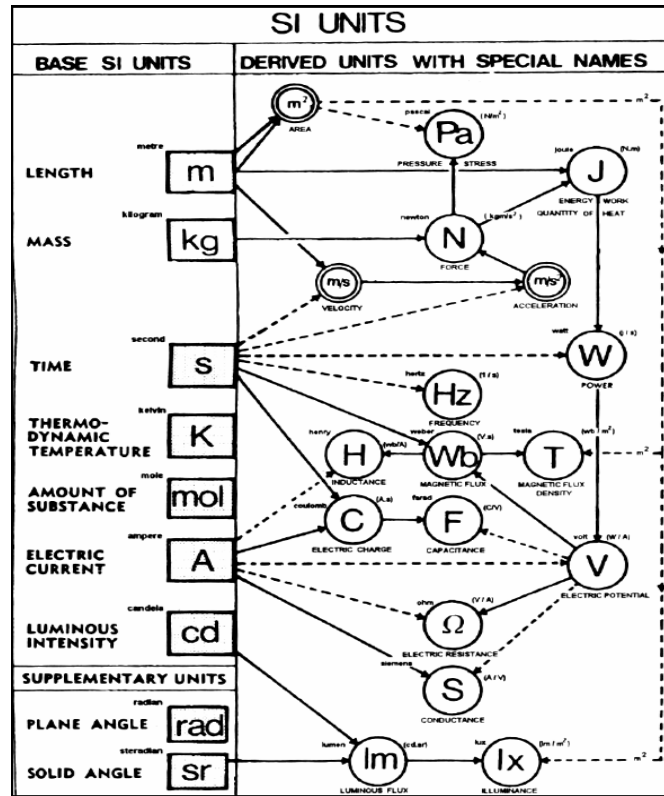 SI UNITS
BASE SI UNITS
DERIVED UNITS WITH SPECIAL NAMES
m²
AREA
m²
pascal
(N/m²)
Pa
PRESSURE STRESS
metre
LENGTH
m
joule
(N.m)
J
ENERGY WORK
QUANTITY OF HEAT
kilogram
MASS
kg
newton
(kgm/s²)
N
FORCE
m/s
VELOCITY
m/s²
ACCELERATION
second
TIME
s
watt
(j/s)
W
POWER
hertz
(1/s)
Hz
FREQUENCY
kelvin
THERMO-
DYNAMIC
TEMPERATURE
K
henry
(wb/A)
H
INDUCTANCE
weber
(V.s)
Wb
MAGNETIC FLUX
tesla
(wb/m²)
T
MAGNETIC FLUX
DENSITY
m²
mole
AMOUNT OF
SUBSTANCE
mol
coulomb
(A.s)
C
ELECTRIC CHARGE
farad
(C/V)
F
CAPACITANCE
ampere
ELECTRIC
CURRENT
A
volt
(W/A)
V
ELECTRIC POTENTIAL
candela
LUMINOUS
INTENSITY
cd
ohm
(V/A)
Ω
ELECTRIC RESISTANCE
siemens
(A/V)
S
CONDUCTANCE
SUPPLEMENTARY UNITS
radian
PLANE ANGLE
rad
steradian
SOLID ANGLE
sr
lumen
(cd.sr)
lm
LUMINOUS FLUX
lux
(lm/m²)
lx
ILLUMINANCE
m²